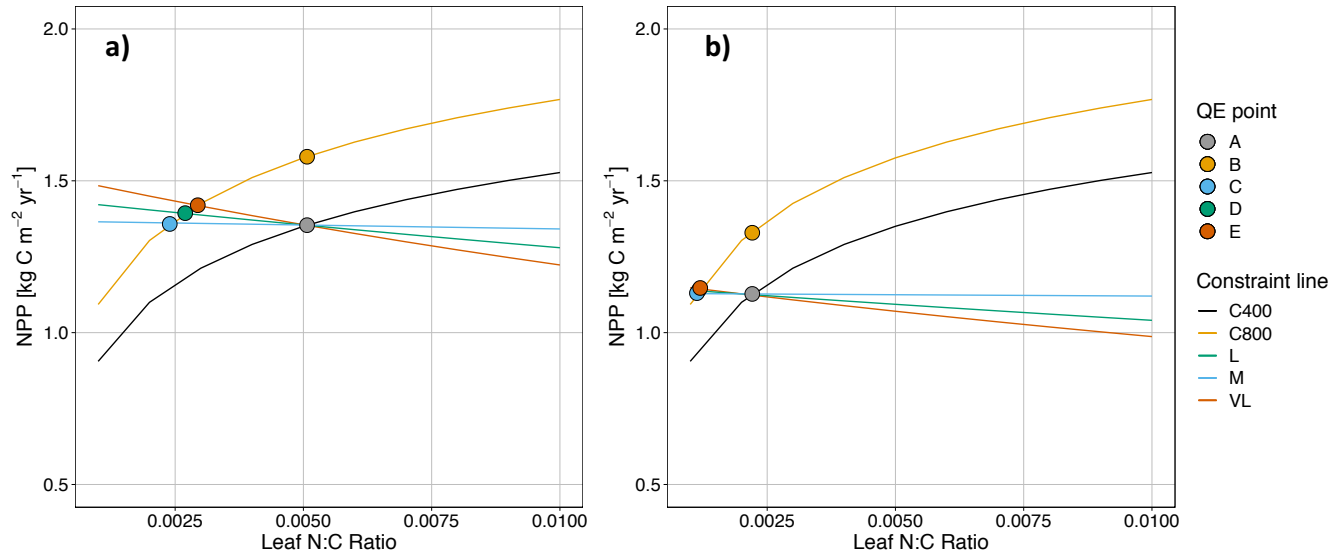 a)
NPP [kg C m⁻² yr⁻¹]
2.0
1.5
1.0
0.5
0.0025 0.0050 0.0075 0.0100
Leaf N:C Ratio
b)
NPP [kg C m⁻² yr⁻¹]
2.0
1.5
1.0
0.5
0.0025 0.0050 0.0075 0.0100
Leaf N:C Ratio
QE point
A
B
C
D
E
Constraint line
C400
C800
L
M
VL